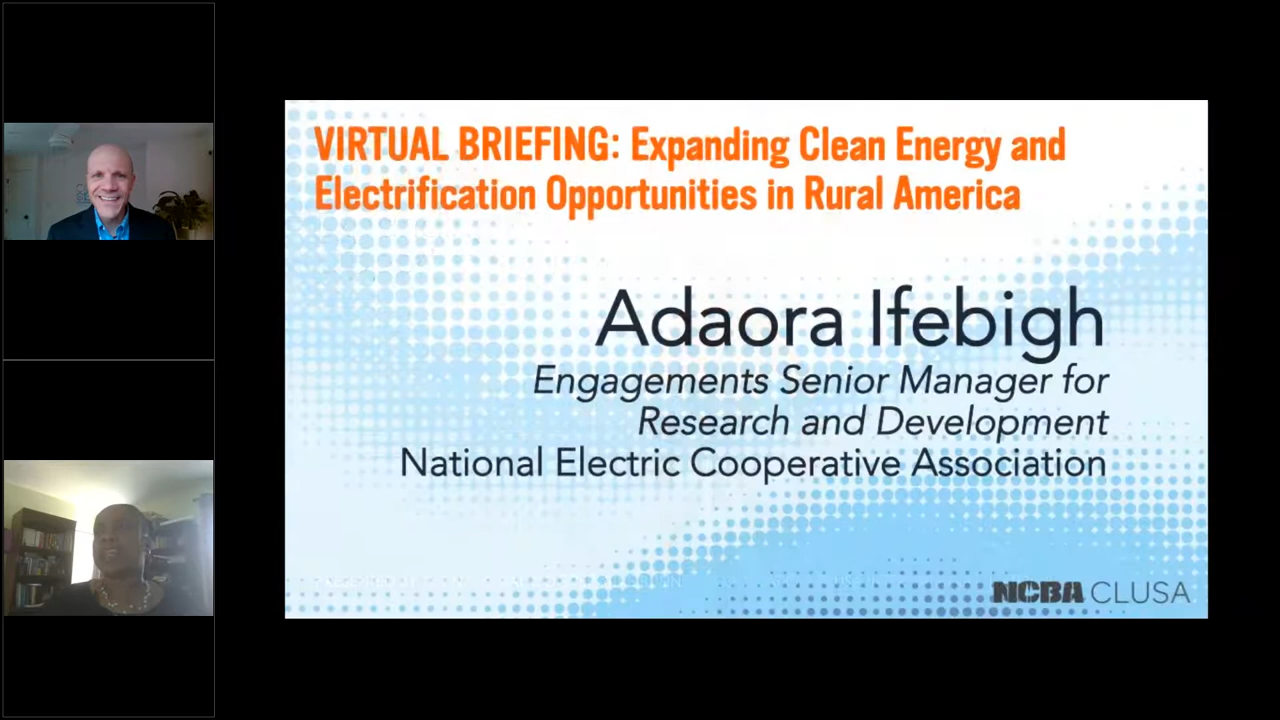 VIRTUAL BRIEFING: Expanding Clean Energy and
Electrification Opportunities in Rural America
Adaora Ifebigh
Engagements Senior Manager for
Research and Development
National Electric Cooperative Association
NCBA CLUSA